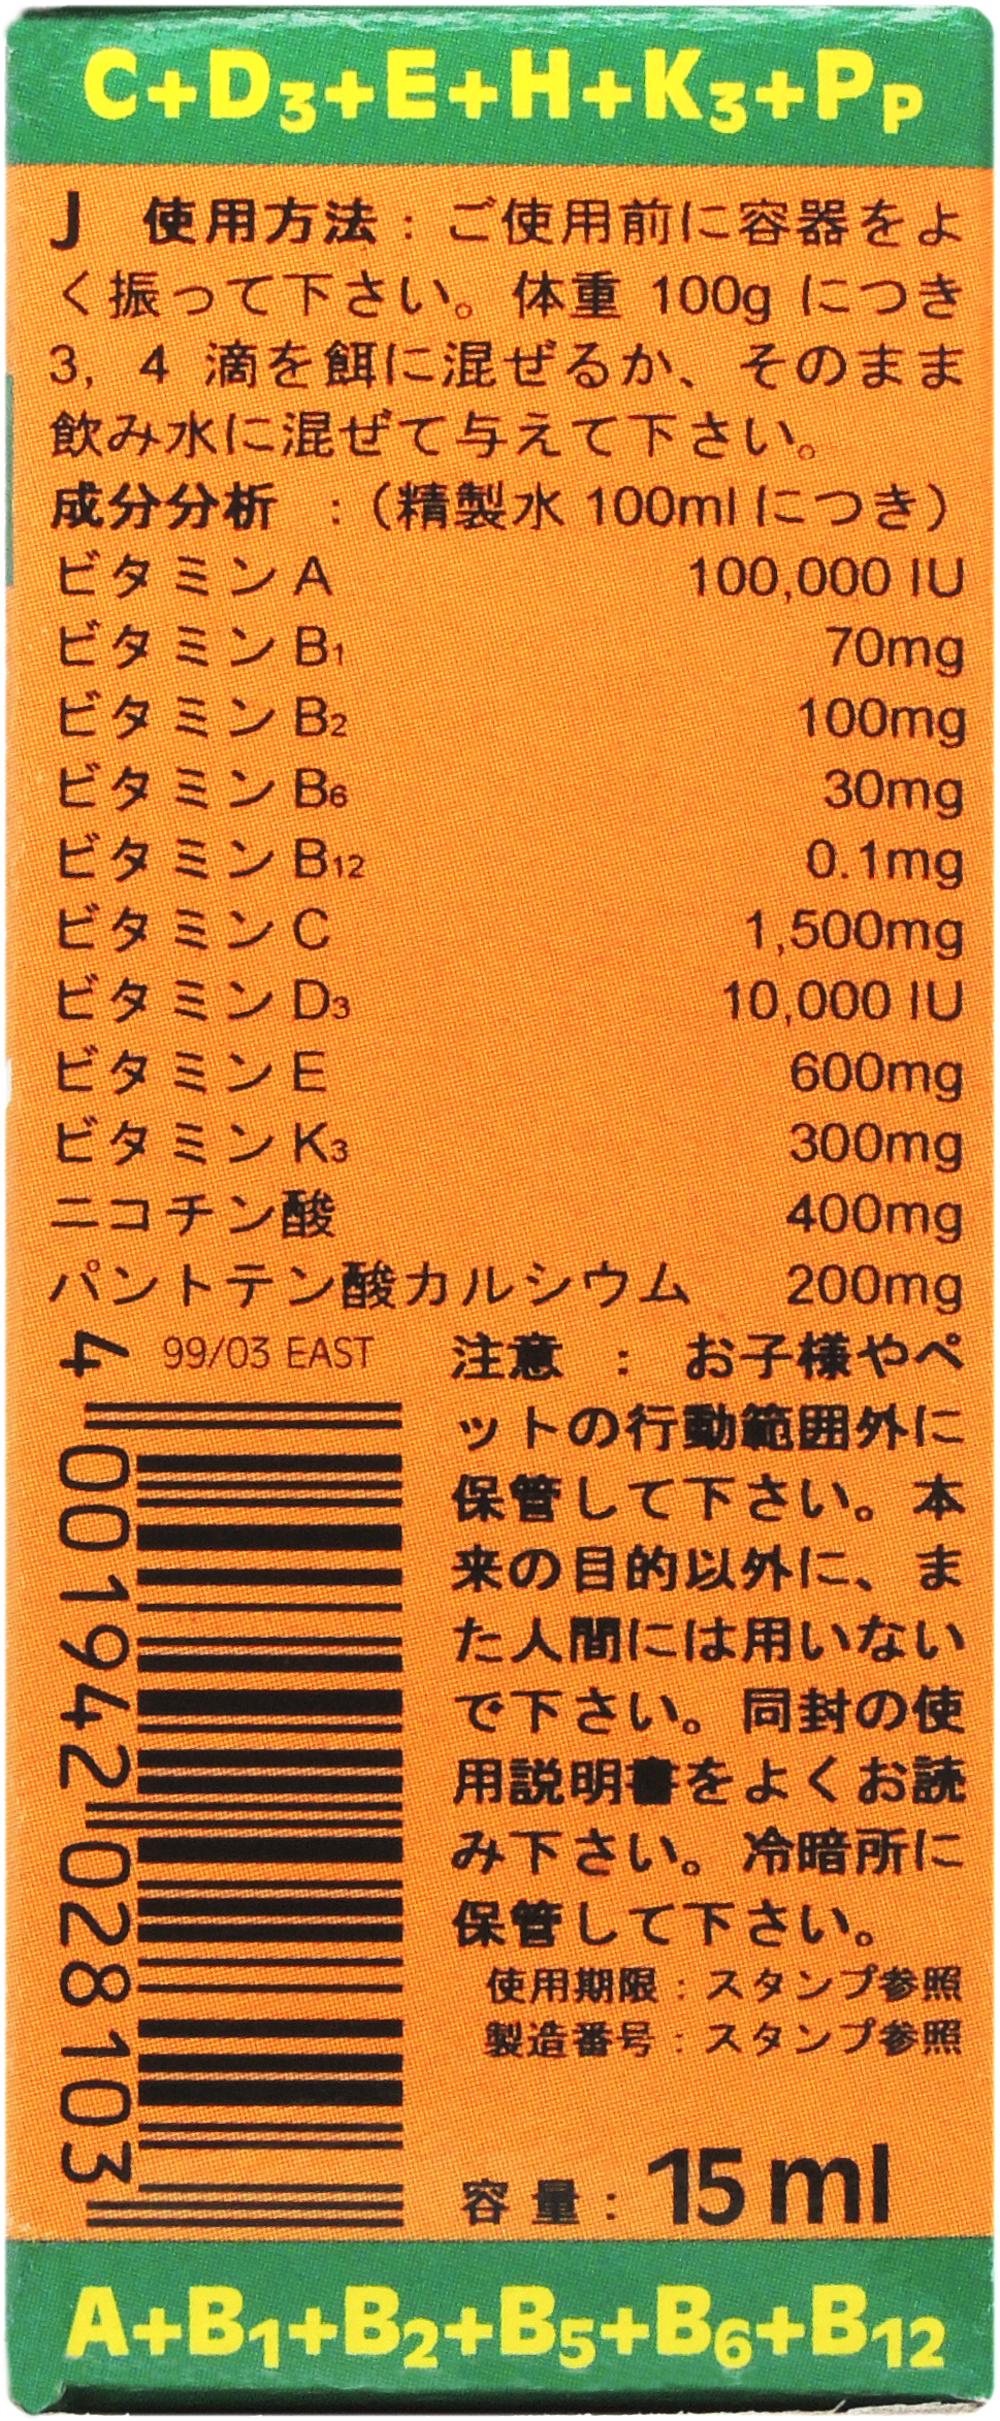 C+D3+E+H+K3+PP
J 使用方法：ご使用前に容器をよ
く振って下さい。体重 100g につき
3, 4 滴を餌に混ぜるか、そのまま
飲み水に混ぜて与えて下さい。
成分分析 ：（精製水 100ml につき）
ビタミン A 100,000 IU
ビタミン B1 70mg
ビタミン B2 100mg
ビタミン B6 30mg
ビタミン B12 0.1mg
ビタミン C 1,500mg
ビタミン D3 10,000 IU
ビタミン E 600mg
ビタミン K3 300mg
ニコチン酸 400mg
パントテン酸カルシウム 200mg
99/03 EAST
4 001942 028103
注意 ： お子様やペ
ットの行動範囲外に
保管して下さい。本
来の目的以外に、ま
た人間には用いない
で下さい。同封の使
用説明書をよくお読
み下さい。冷暗所に
保管して下さい。
使用期限：スタンプ参照
製造番号：スタンプ参照
容量：15 ml
A+B1+B2+B5+B6+B12